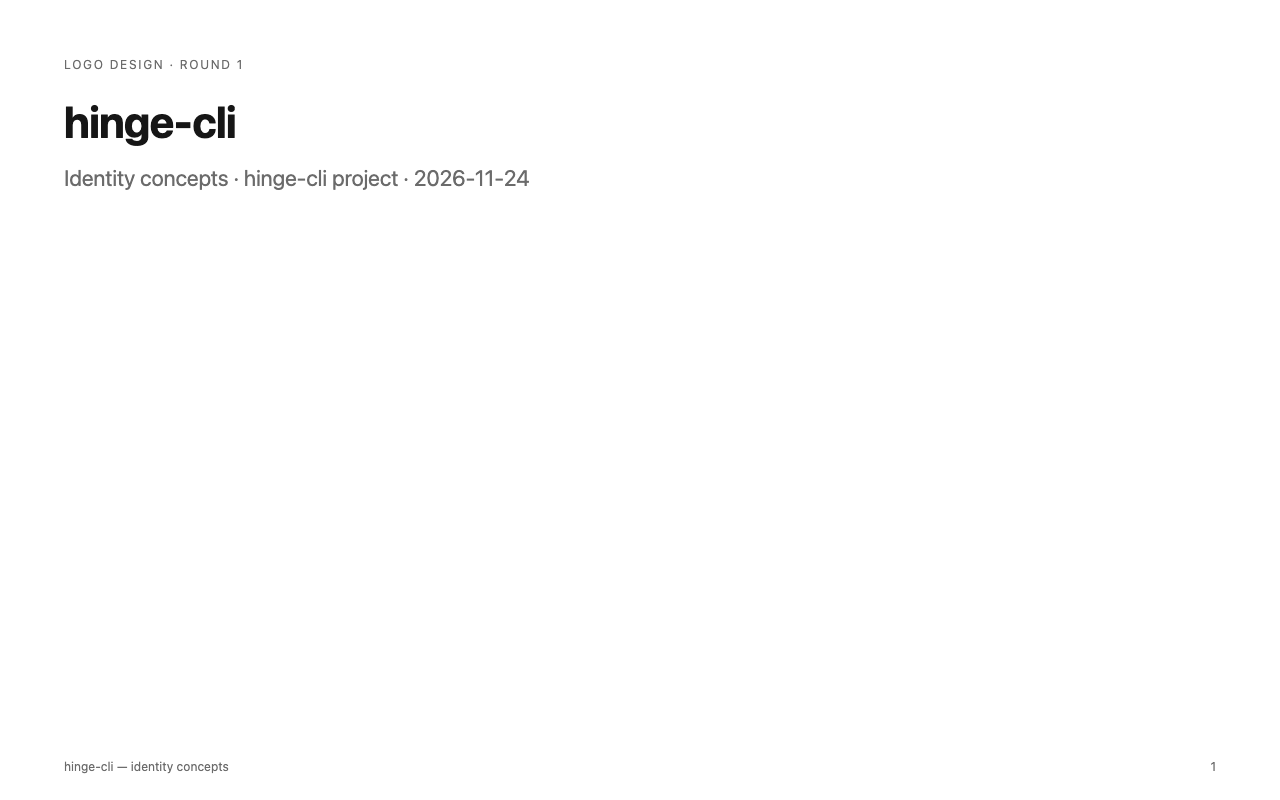 LOGO DESIGN · ROUND 1
hinge-cli
Identity concepts · hinge-cli project · 2026-11-24
hinge-cli — identity concepts
1